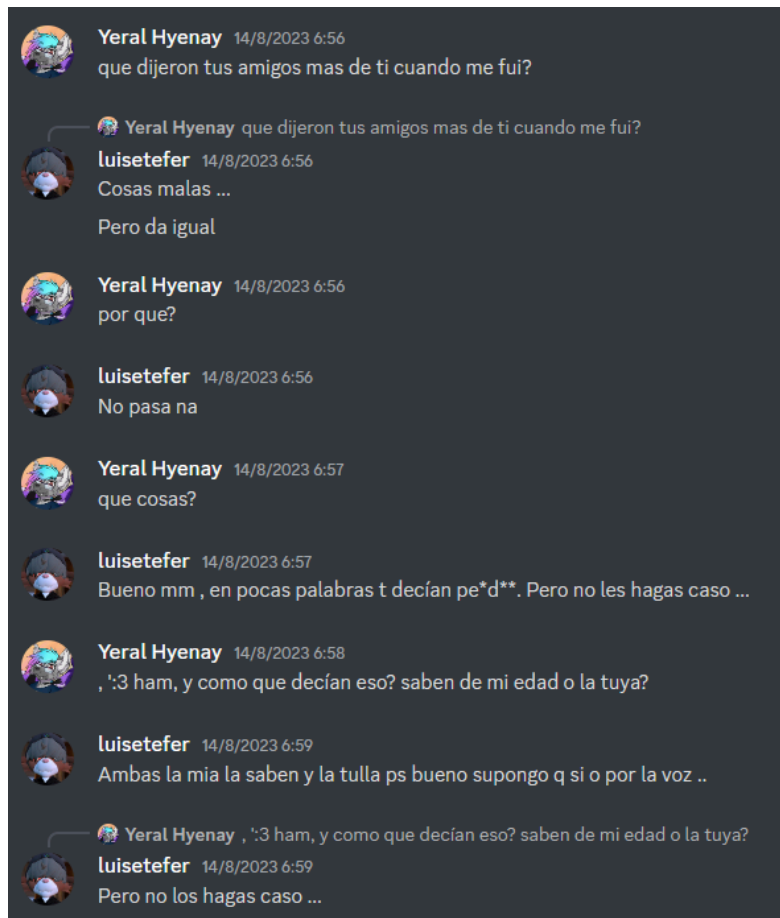 Yeral Hyenay 14/8/2023 6:56
que dijeron tus amigos mas de ti cuando me fui?
Yeral Hyenay que dijeron tus amigos mas de ti cuando me fui?
luisetefer 14/8/2023 6:56
Cosas malas ...
Pero da igual
Yeral Hyenay 14/8/2023 6:56
por que?
luisetefer 14/8/2023 6:56
No pasa na
Yeral Hyenay 14/8/2023 6:57
que cosas?
luisetefer 14/8/2023 6:57
Bueno mm , en pocas palabras t decían pe*d**. Pero no les hagas caso ...
Yeral Hyenay 14/8/2023 6:58
, ':3 ham, y como que decían eso? saben de mi edad o la tuya?
luisetefer 14/8/2023 6:59
Ambas la mia la saben y la tulla ps bueno supongo q si o por la voz ..
Yeral Hyenay , ':3 ham, y como que decían eso? saben de mi edad o la tuya?
luisetefer 14/8/2023 6:59
Pero no los hagas caso ...